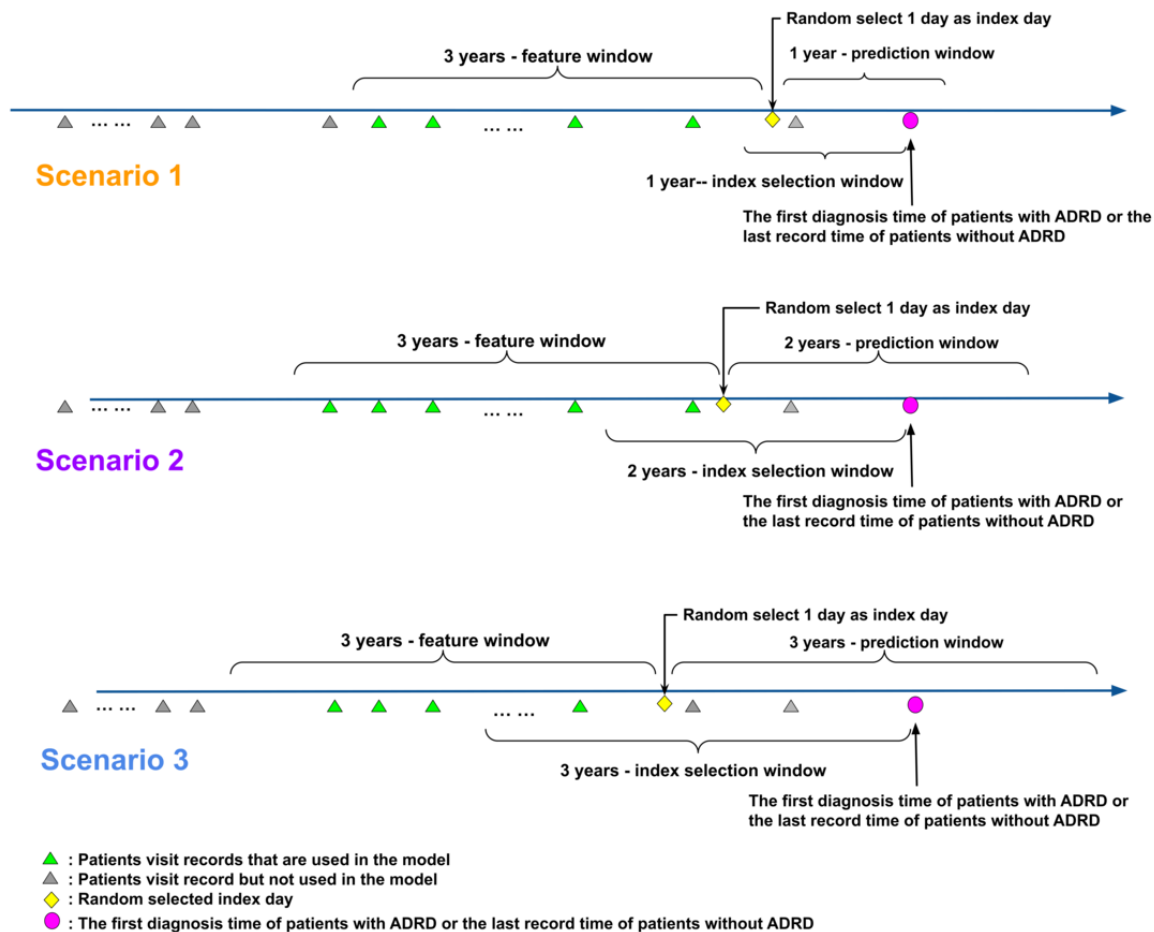 Random select 1 day as index day
3 years - feature window
1 year - prediction window
... ...
... ...
Scenario 1
1 year-- index selection window
The first diagnosis time of patients with ADRD or the
last record time of patients without ADRD
Random select 1 day as index day
3 years - feature window
2 years - prediction window
... ...
... ...
Scenario 2
2 years - index selection window
The first diagnosis time of patients with ADRD or
the last record time of patients without ADRD
Random select 1 day as index day
3 years - feature window
3 years - prediction window
... ...
... ...
Scenario 3
3 years - index selection window
The first diagnosis time of patients with ADRD or
the last record time of patients without ADRD
: Patients visit records that are used in the model
: Patients visit record but not used in the model
: Random selected index day
: The first diagnosis time of patients with ADRD or the last record time of patients without ADRD